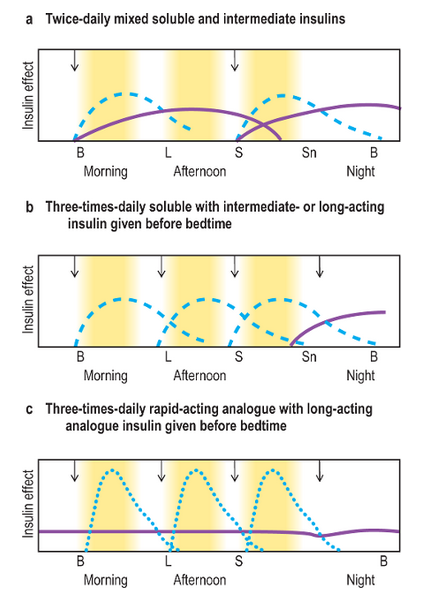 a Twice-daily mixed soluble and intermediate insulins
Insulin effect
B L S Sn B
Morning Afternoon Night
b Three-times-daily soluble with intermediate- or long-acting
insulin given before bedtime
Insulin effect
B L S Sn B
Morning Afternoon Night
c Three-times-daily rapid-acting analogue with long-acting
analogue insulin given before bedtime
Insulin effect
B L S B
Morning Afternoon Night